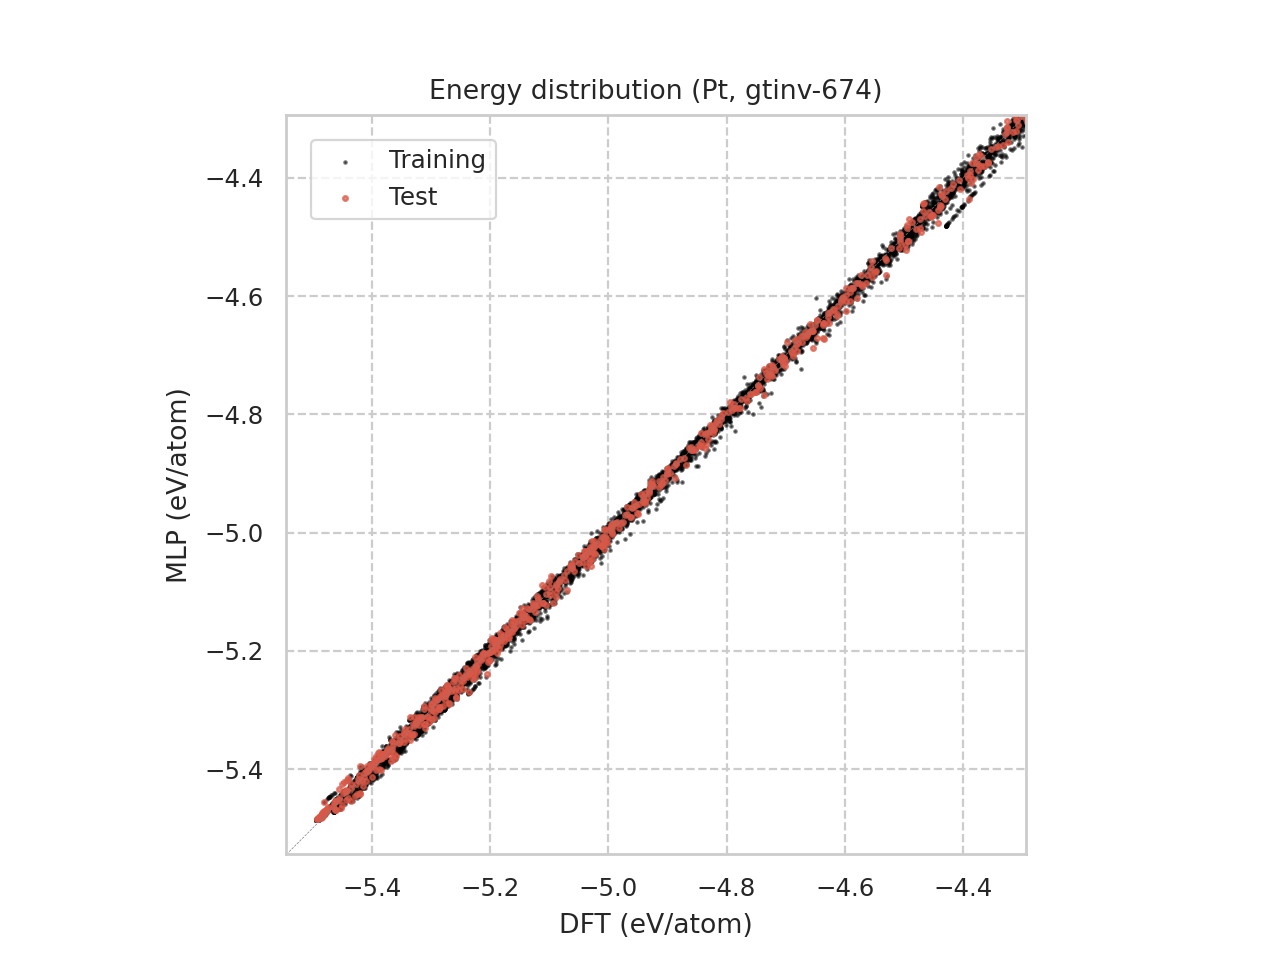 Energy distribution (Pt, gtinv-674)
Training
Test
−4.4
−4.6
−4.8
−5.0
−5.2
−5.4
MLP (eV/atom)
−5.4 −5.2 −5.0 −4.8 −4.6 −4.4
DFT (eV/atom)